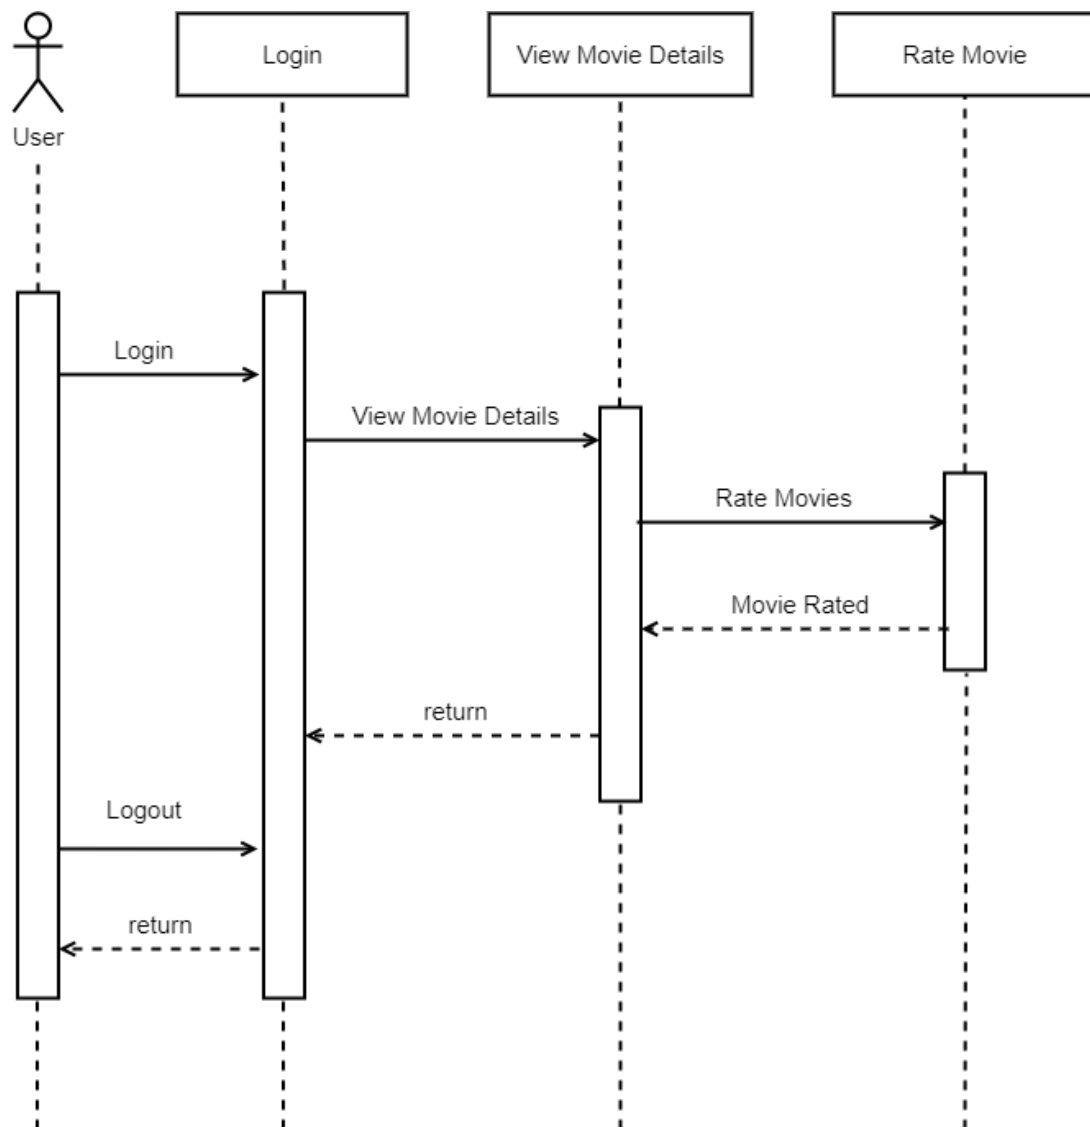 Login
View Movie Details
Rate Movie
User
Login
View Movie Details
Rate Movies
Movie Rated
return
Logout
return